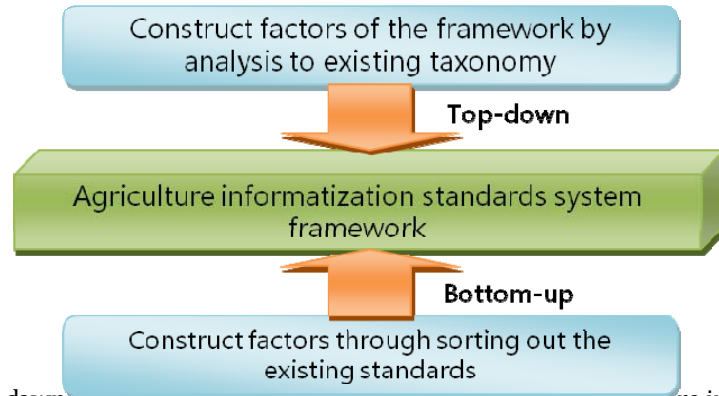 Construct factors of the framework by
analysis to existing taxonomy
Top-down
Agriculture informatization standards system
framework
Bottom-up
Construct factors through sorting out the
existing standards